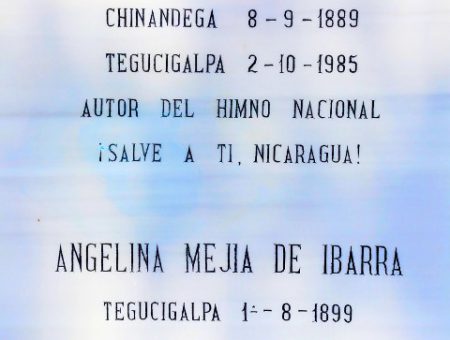 CHINANDEGA 8-9-1889
TEGUCIGALPA 2-10-1985
AUTOR DEL HIMNO NACIONAL
¡SALVE A TI, NICARAGUA!
ANGELINA MEJIA DE IBARRA
TEGUCIGALPA 1º-8-1899